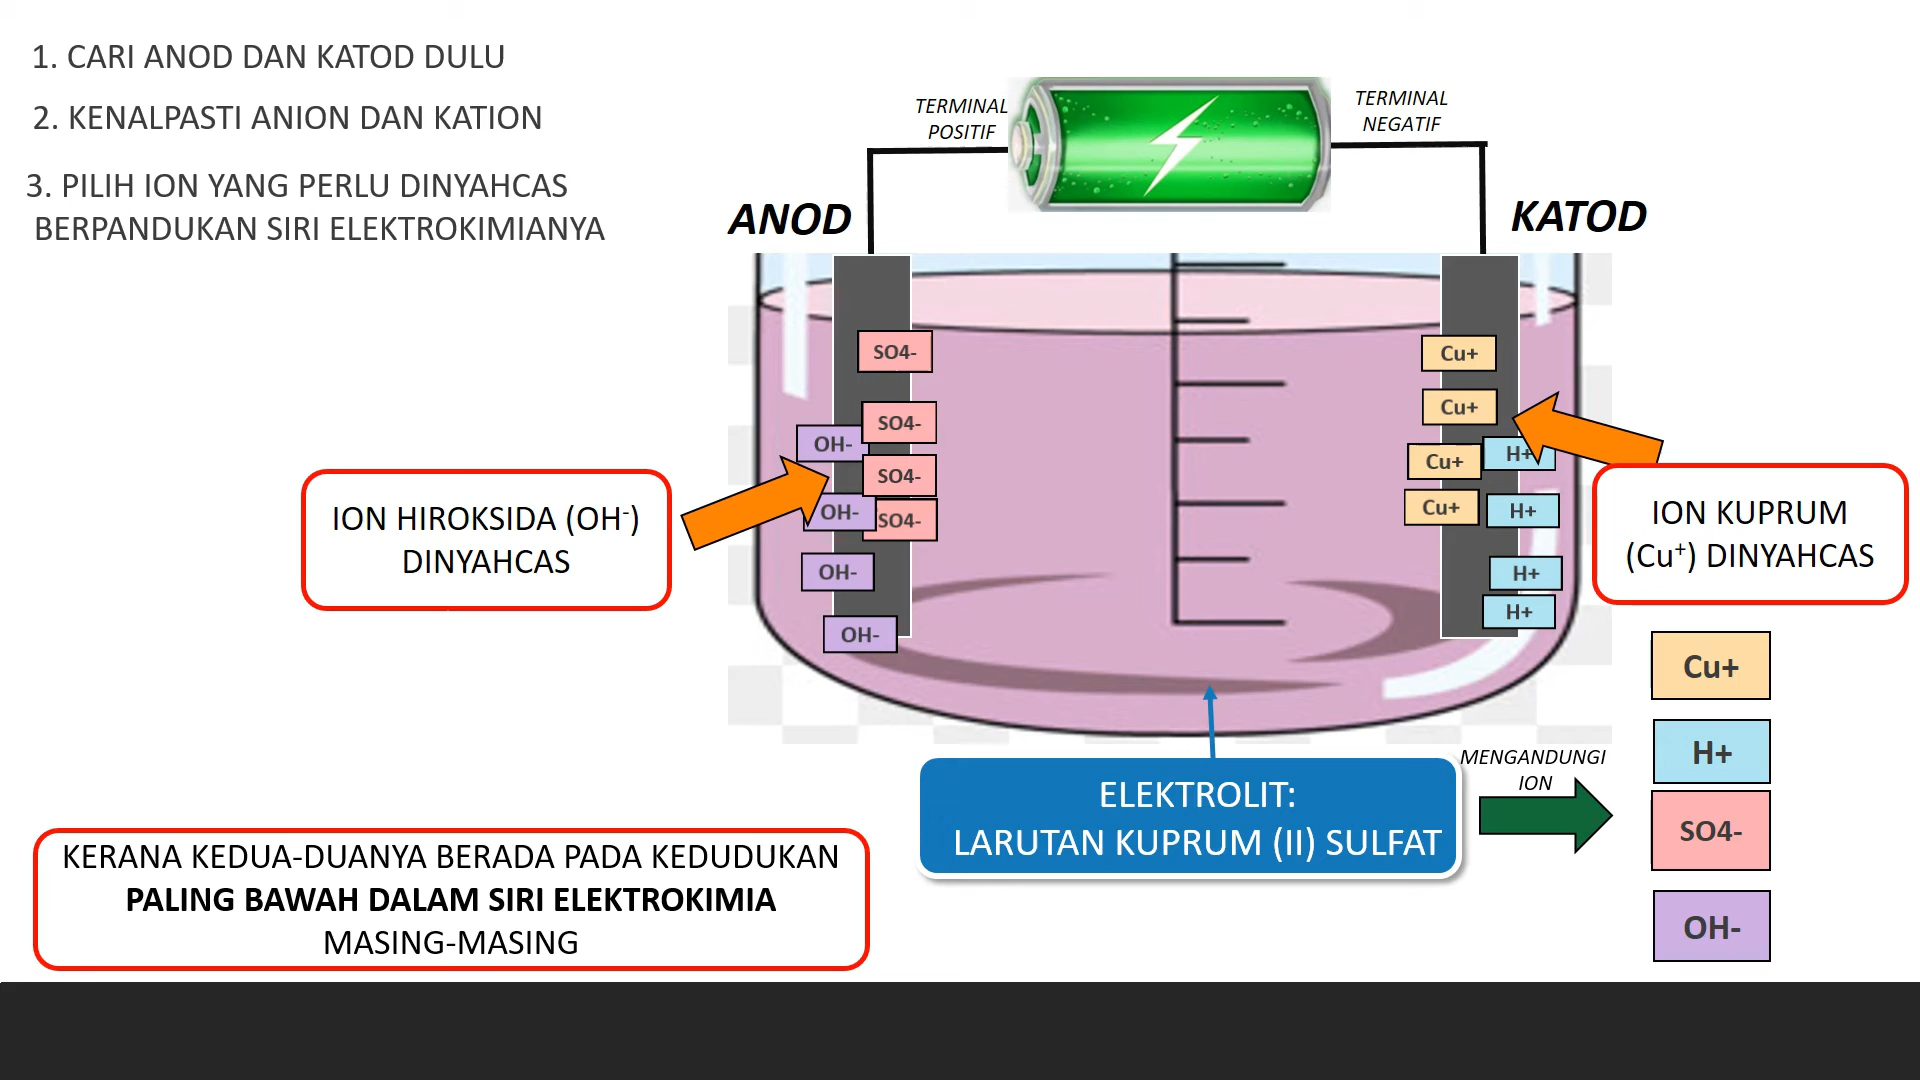 1. CARI ANOD DAN KATOD DULU
2. KENALPASTI ANION DAN KATION
3. PILIH ION YANG PERLU DINYAHCAS
BERPANDUKAN SIRI ELEKTROKIMIANYA
TERMINAL
POSITIF
TERMINAL
NEGATIF
ANOD
KATOD
SO4-
SO4-
SO4-
SO4-
OH-
OH-
OH-
OH-
Cu+
Cu+
Cu+
Cu+
H+
H+
H+
H+
ION HIROKSIDA (OH⁻)
DINYAHCAS
ION KUPRUM
(Cu⁺) DINYAHCAS
ELEKTROLIT:
LARUTAN KUPRUM (II) SULFAT
MENGANDUNGI
ION
Cu+
H+
SO4-
OH-
KERANA KEDUA-DUANYA BERADA PADA KEDUDUKAN
PALING BAWAH DALAM SIRI ELEKTROKIMIA
MASING-MASING